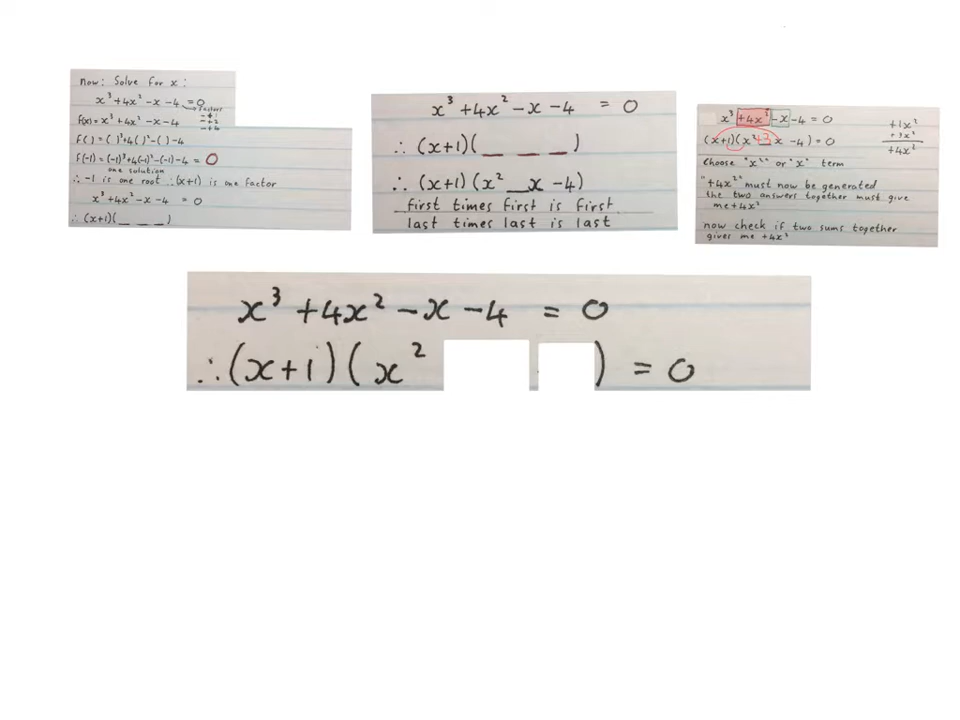 now: Solve for x:
x³ + 4x² - x - 4 = 0
factors
-+1
f(x) = x³ + 4x² - x - 4
-+2
-+4
f( ) = ( )³ + 4( )² - ( ) - 4
f(-1) = (-1)³ + 4(-1)² - (-1) - 4 = 0
one solution
∴ -1 is one root ∴ (x+1) is one factor
x³ + 4x² - x - 4 = 0
∴ (x+1)(_ _ _)
x³ + 4x² - x - 4 = 0
∴ (x+1)(_ _ _)
∴ (x+1)(x² _x - 4)
first times first is first
last times last is last
x³ +4x² - x - 4 = 0
(x+1)(x² +3x - 4) = 0
Choose "x²" or "x" term
"+4x²" must now be generated
the two answers together must give
me +4x²
now check if two sums together
gives me +4x²
+1x²
+3x²
+4x²
x³ + 4x² - x - 4 = 0
∴ (x+1)(x² ) = 0